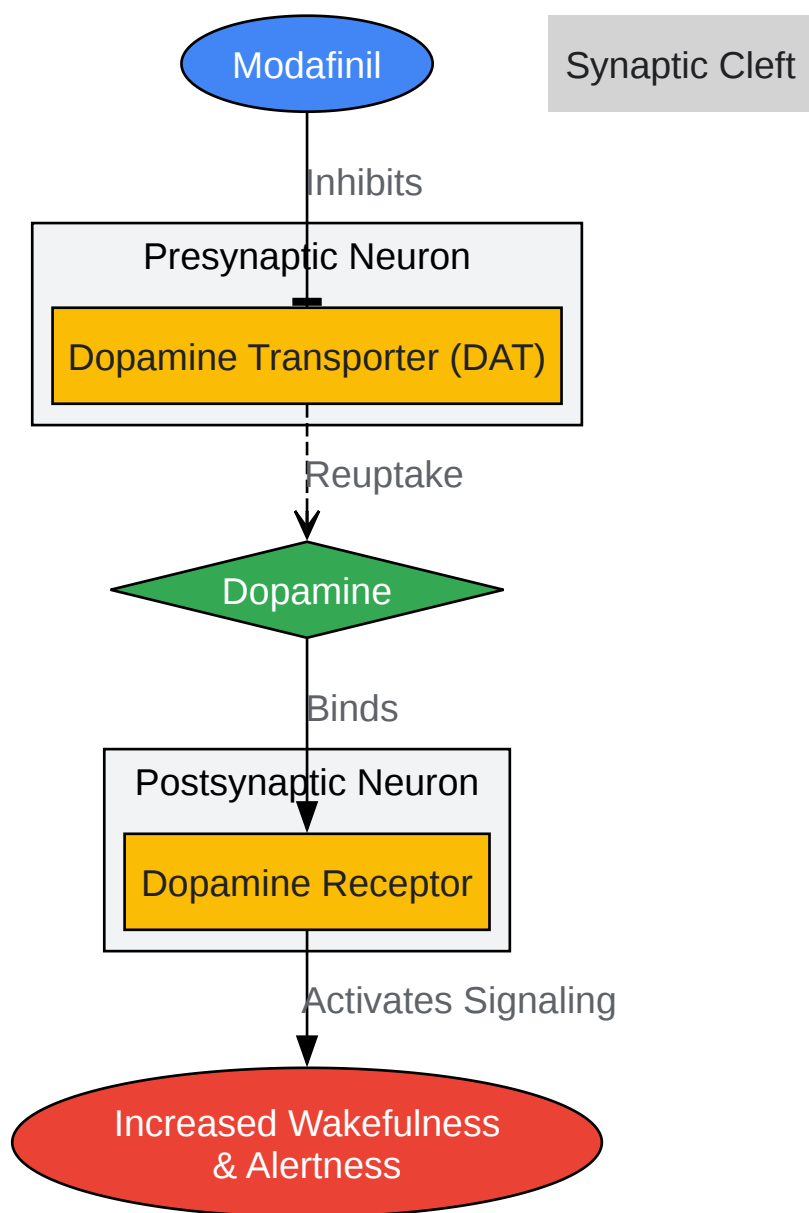 Modafinil
Synaptic Cleft
Inhibits
Presynaptic Neuron
Dopamine Transporter (DAT)
Reuptake
Dopamine
Binds
Postsynaptic Neuron
Dopamine Receptor
Activates Signaling
Increased Wakefulness
& Alertness